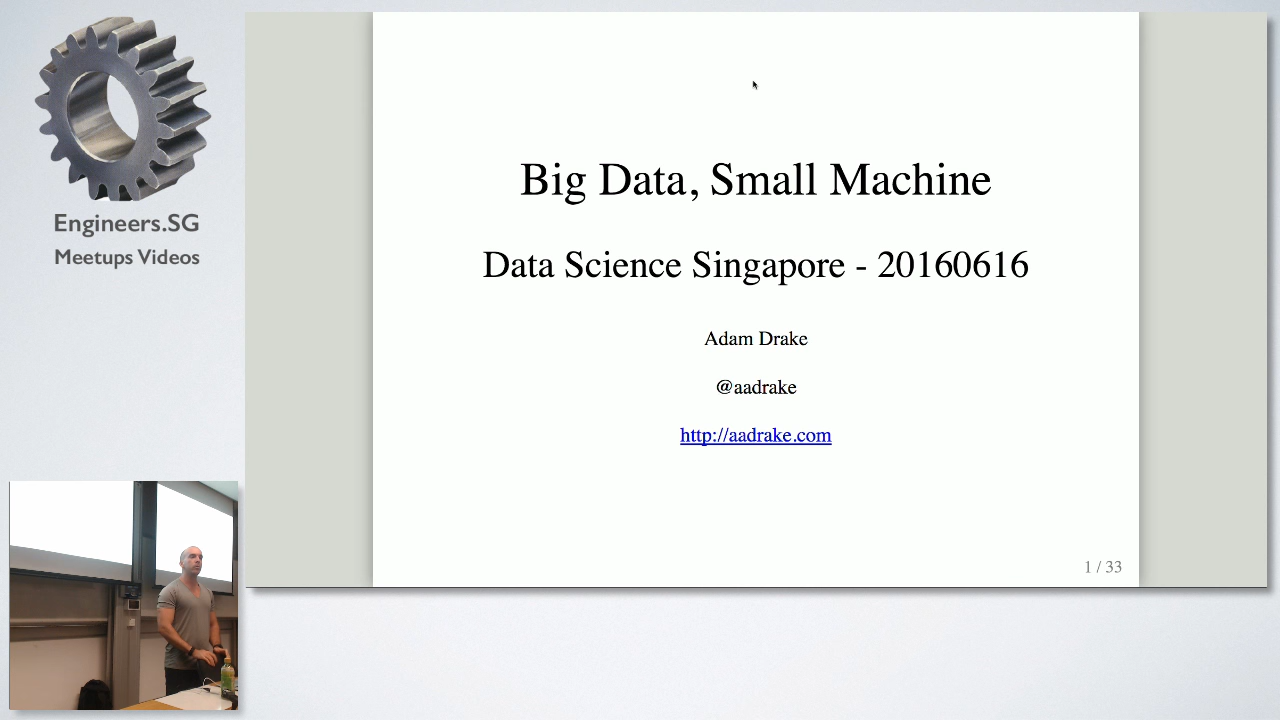 Engineers.SG
Meetups Videos
Big Data, Small Machine
Data Science Singapore - 20160616
Adam Drake
@aadrake
http://aadrake.com
1 / 33